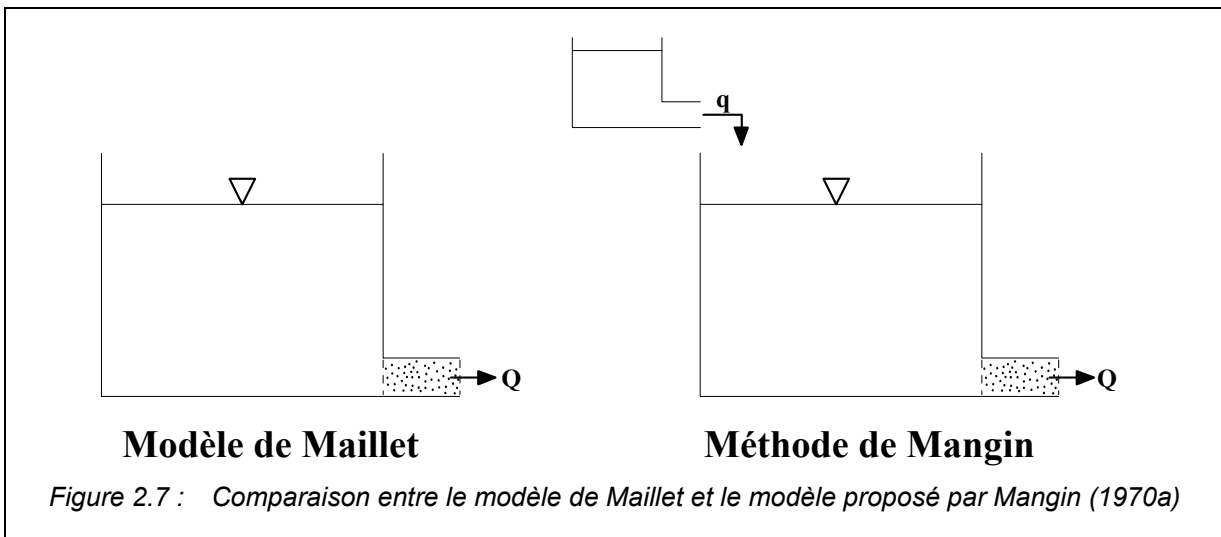 q
Q
Q
Modèle de Maillet
Méthode de Mangin
Figure 2.7 : Comparaison entre le modèle de Maillet et le modèle proposé par Mangin (1970a)